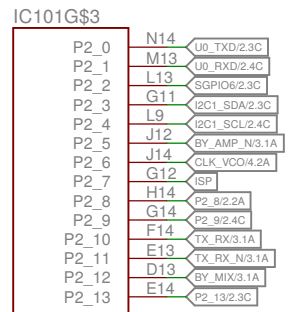 IC101G$3
P2_0 N14 U0_TXD/2.3C
P2_1 M13 U0_RXD/2.4C
P2_2 L13 SGPIO6/2.3C
P2_3 G11 I2C1_SDA/2.3C
P2_4 L9 I2C1_SCL/2.4C
P2_5 J12 BY_AMP_N/3.1A
P2_6 J14 CLK_VCO/4.2A
P2_7 G12 ISP
P2_8 H14 P2_8/2.2A
P2_9 G14 P2_9/2.4C
P2_10 F14 TX_RX/3.1A
P2_11 E13 TX_RX_N/3.1A
P2_12 D13 BY_MIX/3.1A
P2_13 E14 P2_13/2.3C